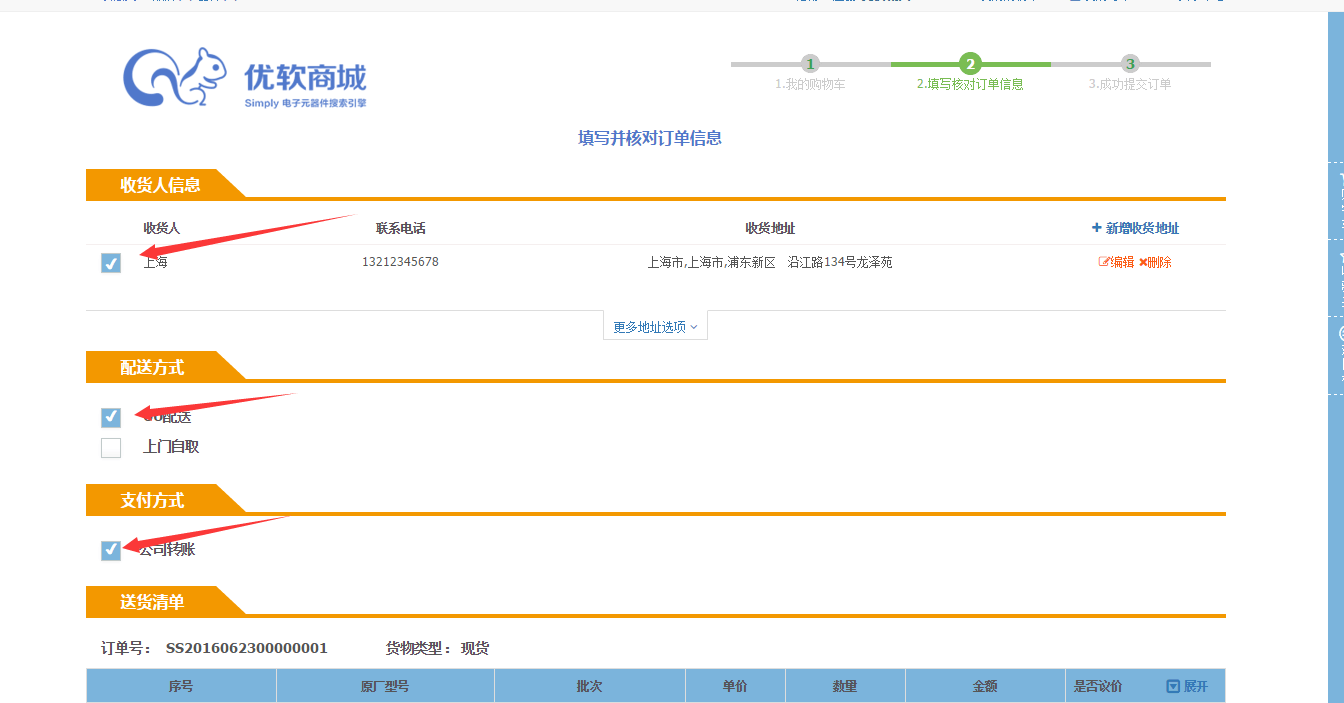 优软商城
Simply 电子元器件搜索引擎
1 2 3
1.我的购物车 2.填写核对订单信息 3.成功提交订单
填写并核对订单信息
收货人信息
收货人 联系电话 收货地址 新增收货地址
上海 13212345678 上海市,上海市,浦东新区 沿江路134号龙泽苑 编辑 删除
更多地址选项
配送方式
配送
上门自取
支付方式
公司转账
送货清单
订单号： SS2016062300000001 货物类型： 现货
序号 原厂型号 批次 单价 数量 金额 是否议价 展开